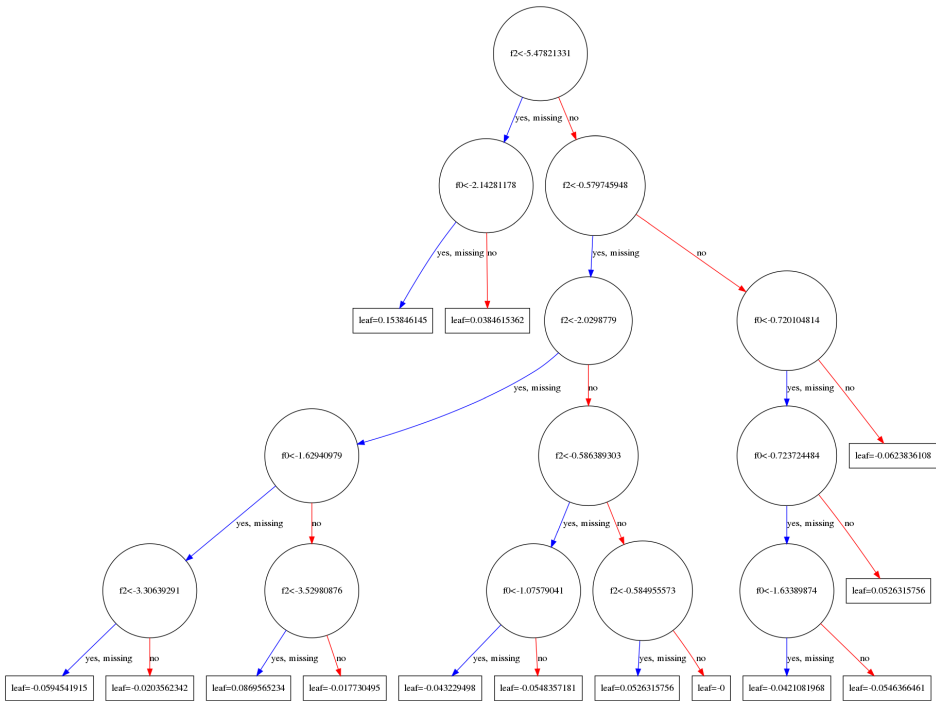 f2<-5.47821331
yes, missing
no
f0<-2.14281178
f2<-0.579745948
yes, missing
no
yes, missing
no
leaf=0.153846145
leaf=0.0384615362
f2<-2.0298779
f0<-0.720104814
yes, missing
no
yes, missing
no
f0<-1.62940979
f2<-0.586389303
f0<-0.723724484
leaf=-0.0623836108
yes, missing
no
yes, missing
no
yes, missing
no
f2<-3.30639291
f2<-3.52980876
f0<-1.07579041
f2<-0.584955573
f0<-1.63389874
leaf=0.0526315756
yes, missing
no
yes, missing
no
yes, missing
no
yes, missing
no
yes, missing
no
leaf=-0.0594541915
leaf=-0.0203562342
leaf=0.0869565234
leaf=-0.017730495
leaf=-0.043229498
leaf=-0.0548357181
leaf=0.0526315756
leaf=-0
leaf=-0.0421081968
leaf=-0.0546366461